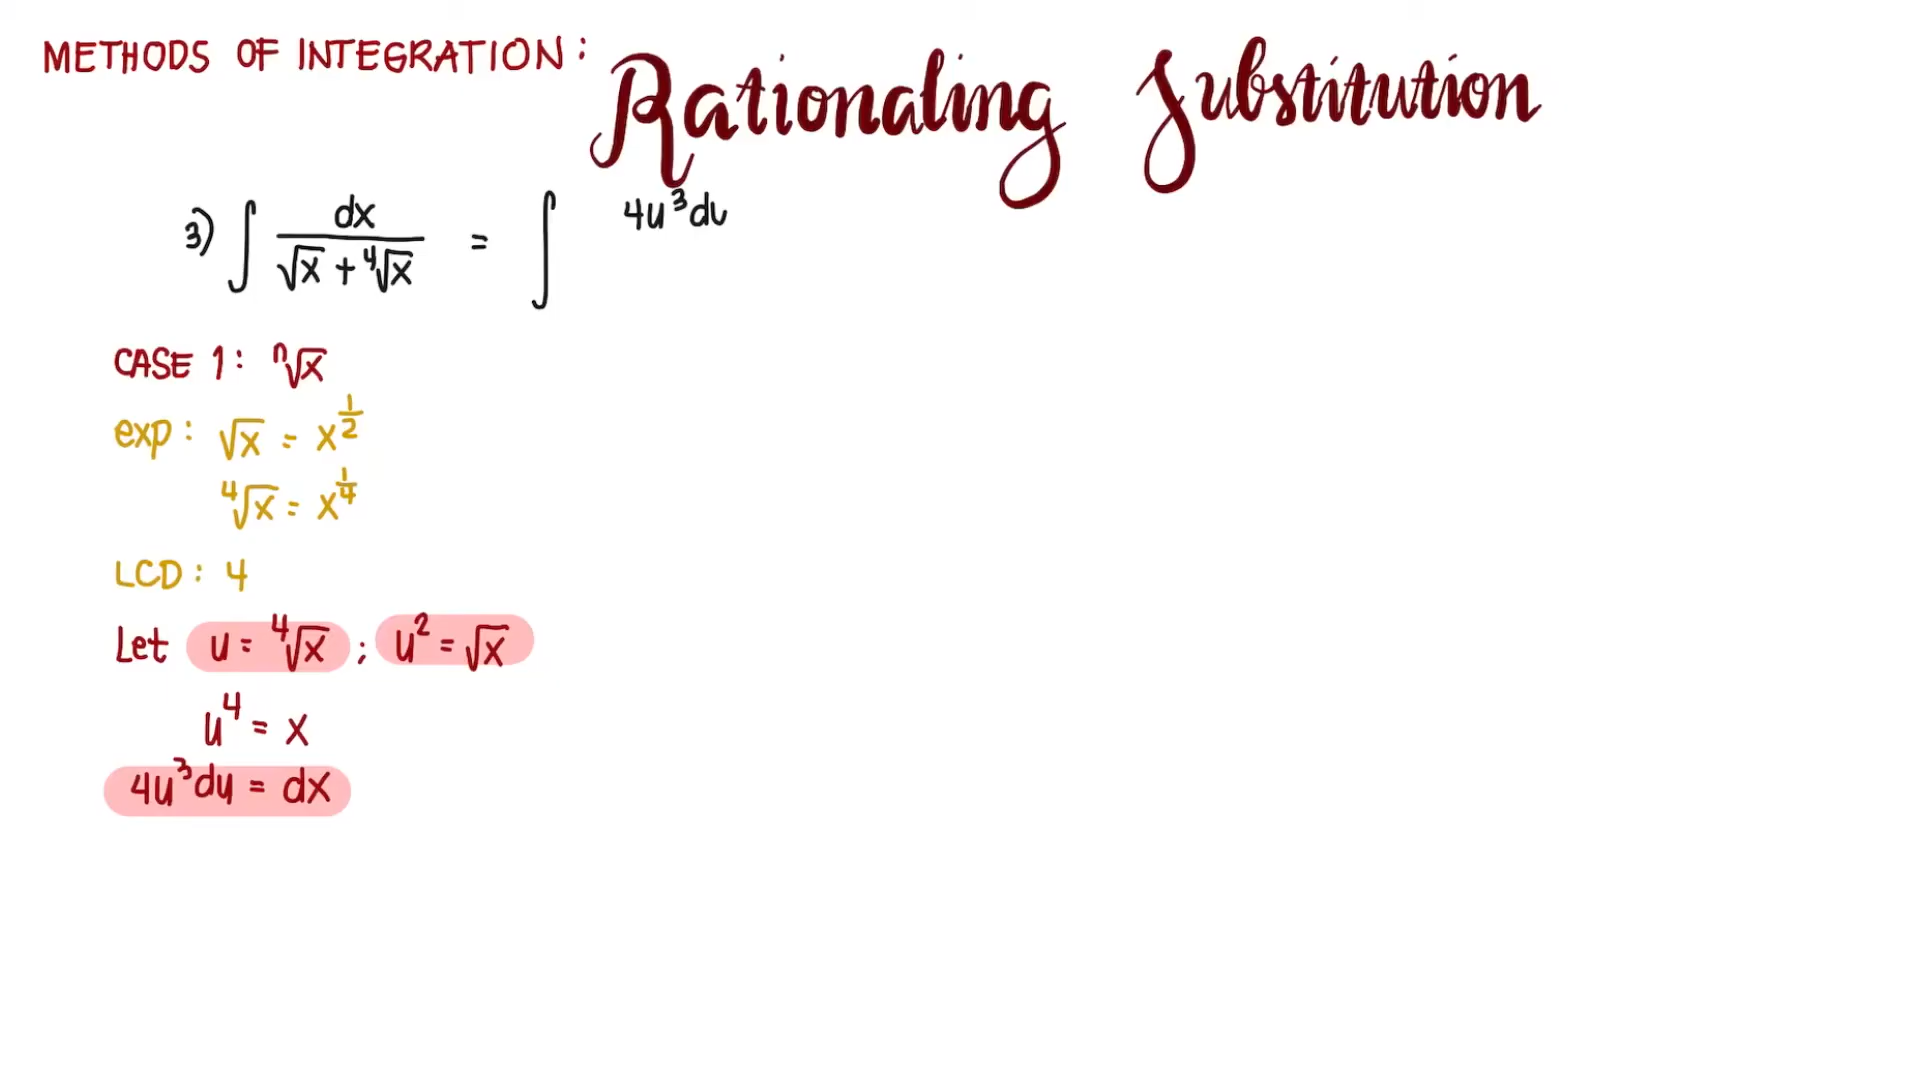 METHODS OF INTEGRATION: Rationaling Substitution
3) ∫ dx / (√x + ⁴√x) = ∫ 4u³du
CASE 1: ⁿ√x
exp: √x = x^(1/2)
⁴√x = x^(1/4)
LCD: 4
Let u = ⁴√x ; u² = √x
u⁴ = x
4u³du = dx